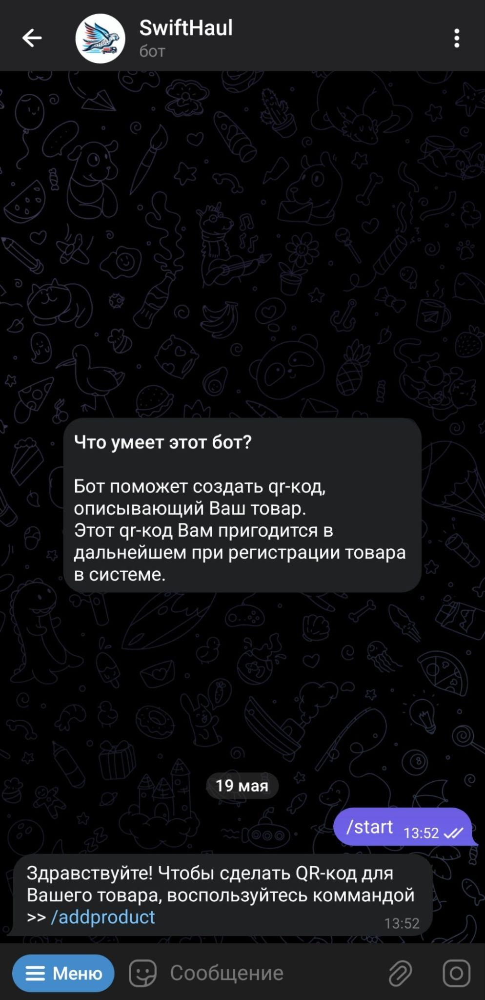 SwiftHaul
бот
Что умеет этот бот?
Бот поможет создать qr-код,
описывающий Ваш товар.
Этот qr-код Вам пригодится в
дальнейшем при регистрации товара
в системе.
19 мая
/start 13:52
Здравствуйте! Чтобы сделать QR-код для
Вашего товара, воспользуйтесь коммандой
>> /addproduct
13:52
Меню
Сообщение